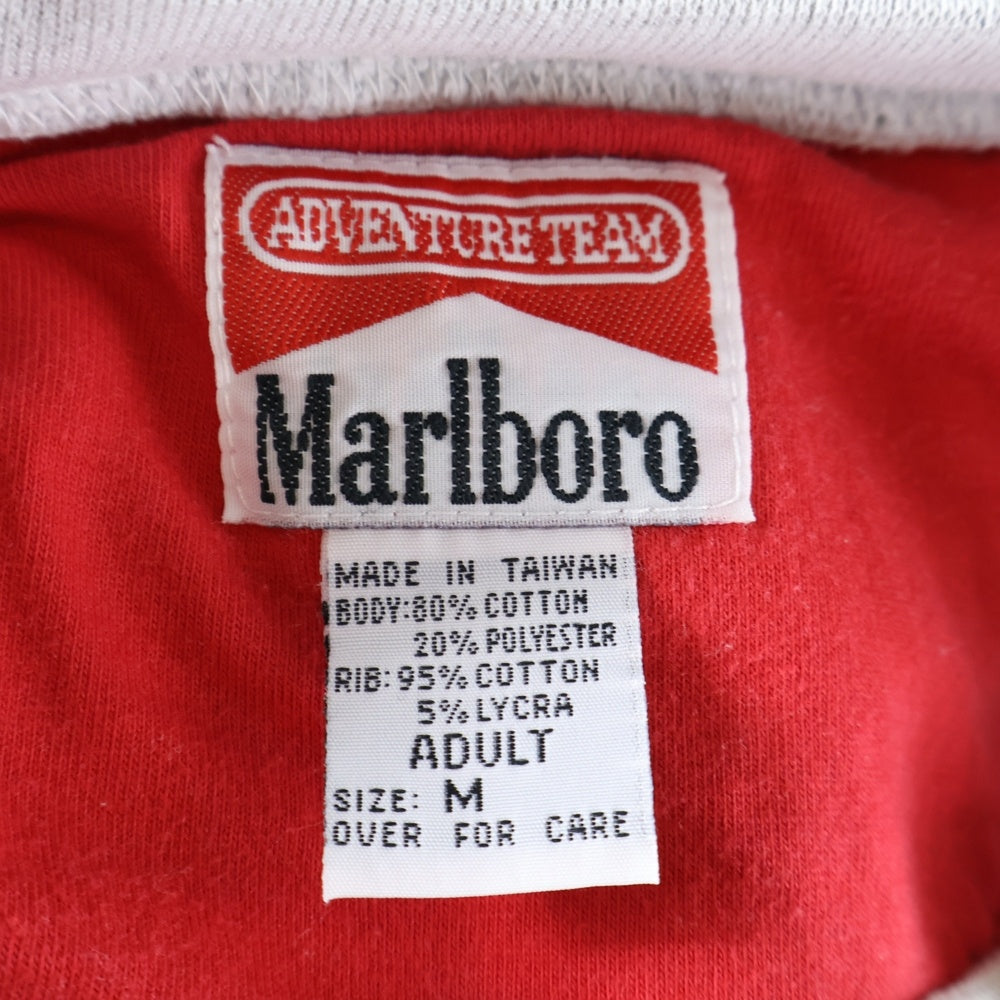 ADVENTURE TEAM
Marlboro
MADE IN TAIWAN
BODY:80% COTTON
20% POLYESTER
RIB:95% COTTON
5% LYCRA
ADULT
SIZE: M
OVER FOR CARE